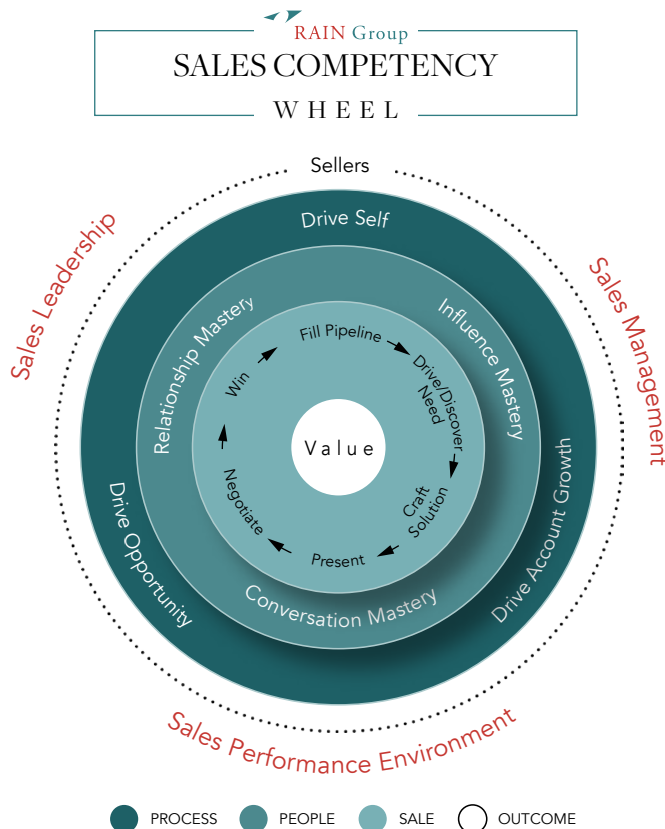 RAIN Group
SALES COMPETENCY
WHEEL
Sellers
Sales Leadership
Sales Management
Sales Performance Environment
Drive Self
Drive Account Growth
Drive Opportunity
Relationship Mastery
Influence Mastery
Conversation Mastery
Fill Pipeline
Drive/Discover
Need
Craft
Solution
Present
Negotiate
Win
Value
PROCESS
PEOPLE
SALE
OUTCOME